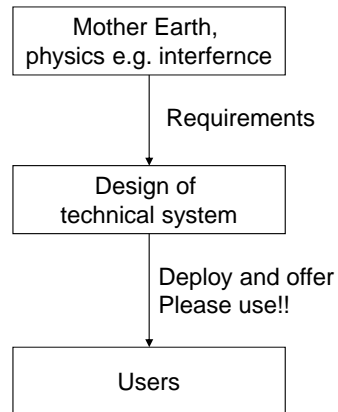 Mother Earth,
physics e.g. interfernce
Requirements
Design of
technical system
Deploy and offer
Please use!!
Users